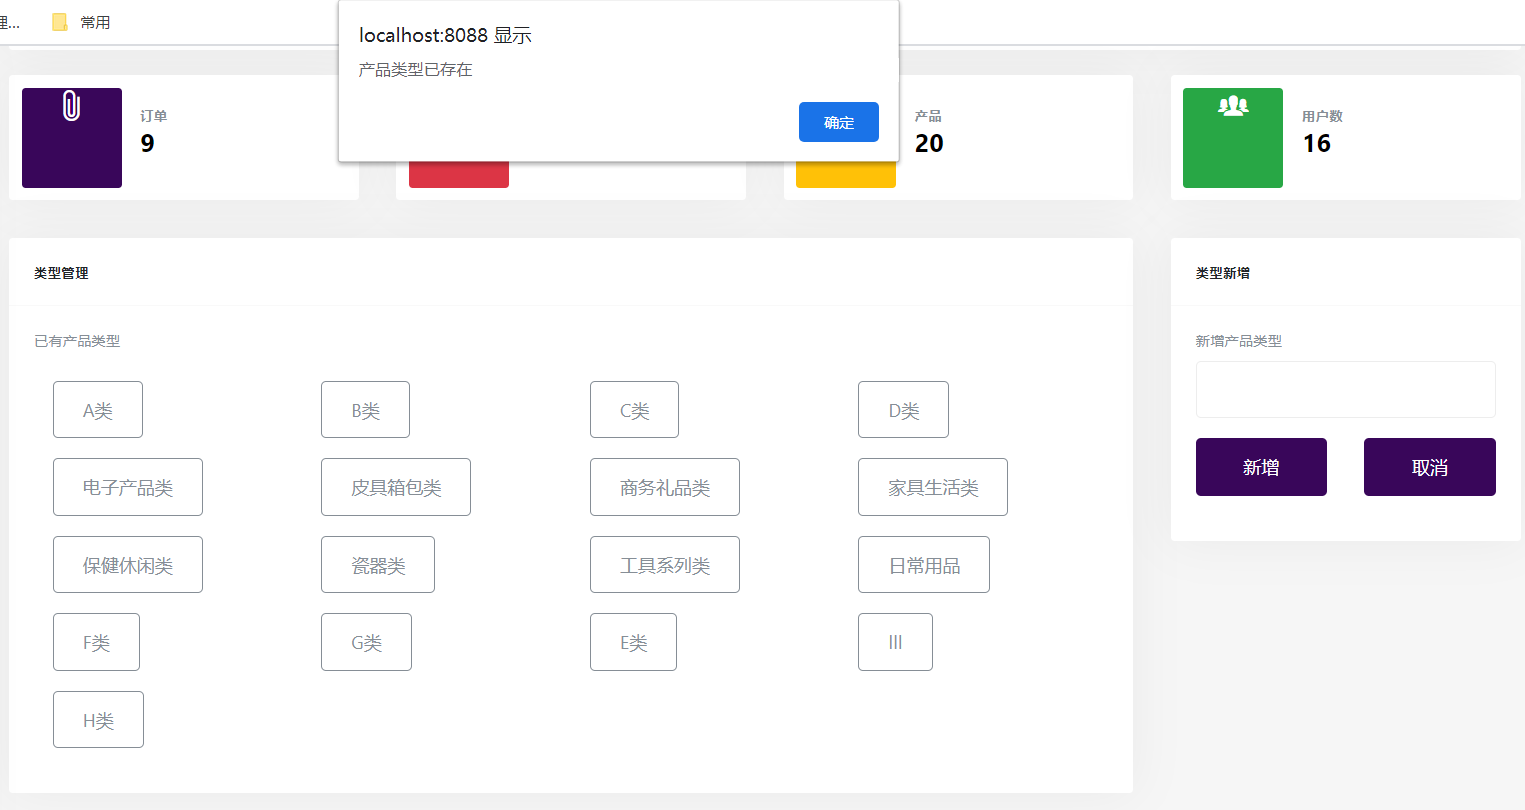 理...
常用
localhost:8088 显示
产品类型已存在
确定
订单
9
产品
20
用户数
16
类型管理
已有产品类型
A类
B类
C类
D类
电子产品类
皮具箱包类
商务礼品类
家具生活类
保健休闲类
瓷器类
工具系列类
日常用品
F类
G类
E类
lll
H类
类型新增
新增产品类型
新增
取消